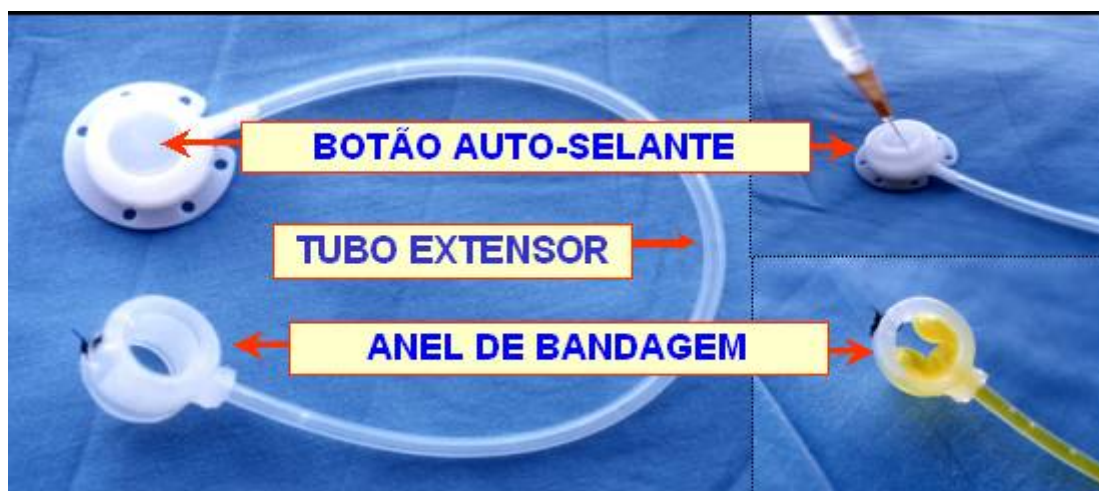 BOTÃO AUTO-SELANTE
TUBO EXTENSOR
ANEL DE BANDAGEM